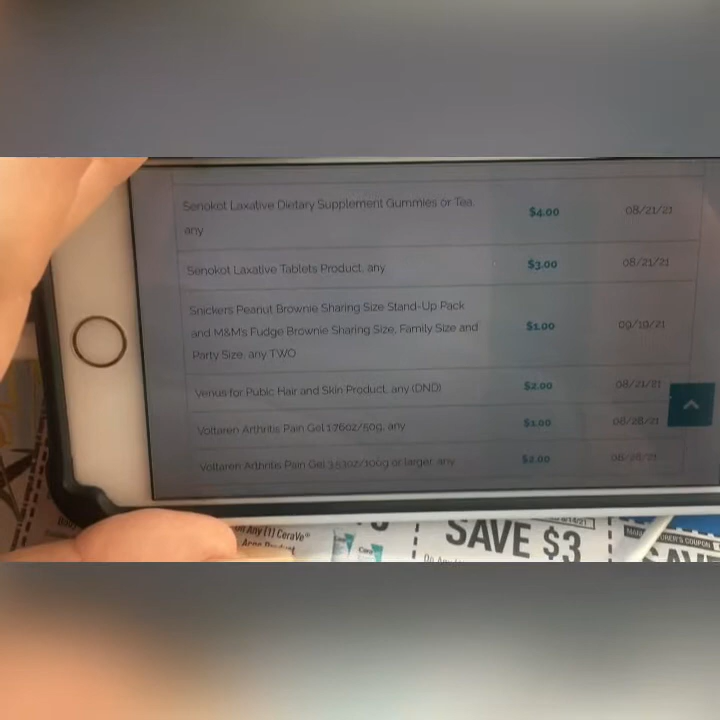 Senokot Laxative Dietary Supplement Gummies or Tea,
any
$4.00
08/21/21
Senokot Laxative Tablets Product, any
$3.00
08/21/21
Snickers Peanut Brownie Sharing Size Stand-Up Pack
and M&M's Fudge Brownie Sharing Size, Family Size and
Party Size, any TWO
$1.00
09/19/21
Venus for Pubic Hair and Skin Product, any (DND)
$2.00
08/21/21
Voltaren Arthritis Pain Gel 1.76oz/50g, any
$1.00
08/28/21
Voltaren Arthritis Pain Gel 3.53oz/100g or larger, any
$2.00
08/28/21
Any (1) CeraVe®
SAVE $3
COUPON